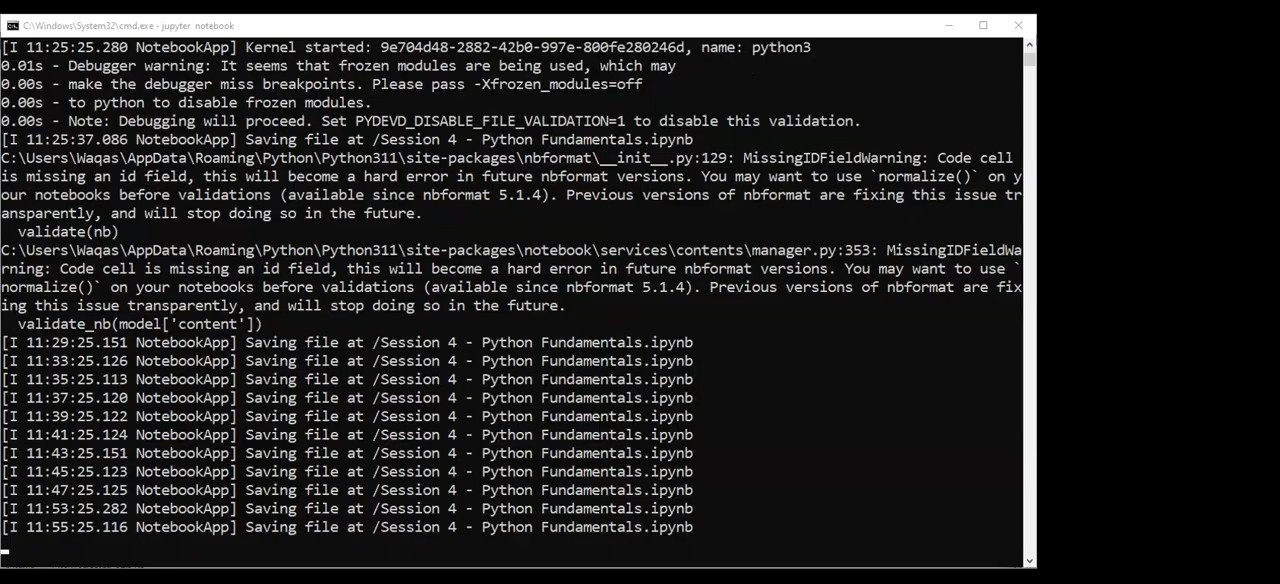 C:\Windows\System32\cmd.exe - jupyter notebook
[I 11:25:25.280 NotebookApp] Kernel started: 9e704d48-2882-42b0-997e-800fe280246d, name: python3
0.01s - Debugger warning: It seems that frozen modules are being used, which may
0.00s - make the debugger miss breakpoints. Please pass -Xfrozen_modules=off
0.00s - to python to disable frozen modules.
0.00s - Note: Debugging will proceed. Set PYDEVD_DISABLE_FILE_VALIDATION=1 to disable this validation.
[I 11:25:37.086 NotebookApp] Saving file at /Session 4 - Python Fundamentals.ipynb
C:\Users\Waqas\AppData\Roaming\Python\Python311\site-packages\nbformat\__init__.py:129: MissingIDFieldWarning: Code cell
is missing an id field, this will become a hard error in future nbformat versions. You may want to use `normalize()` on y
our notebooks before validations (available since nbformat 5.1.4). Previous versions of nbformat are fixing this issue tr
ansparently, and will stop doing so in the future.
  validate(nb)
C:\Users\Waqas\AppData\Roaming\Python\Python311\site-packages\notebook\services\contents\manager.py:353: MissingIDFieldWa
rning: Code cell is missing an id field, this will become a hard error in future nbformat versions. You may want to use `
normalize()` on your notebooks before validations (available since nbformat 5.1.4). Previous versions of nbformat are fix
ing this issue transparently, and will stop doing so in the future.
  validate_nb(model['content'])
[I 11:29:25.151 NotebookApp] Saving file at /Session 4 - Python Fundamentals.ipynb
[I 11:33:25.126 NotebookApp] Saving file at /Session 4 - Python Fundamentals.ipynb
[I 11:35:25.113 NotebookApp] Saving file at /Session 4 - Python Fundamentals.ipynb
[I 11:37:25.120 NotebookApp] Saving file at /Session 4 - Python Fundamentals.ipynb
[I 11:39:25.122 NotebookApp] Saving file at /Session 4 - Python Fundamentals.ipynb
[I 11:41:25.124 NotebookApp] Saving file at /Session 4 - Python Fundamentals.ipynb
[I 11:43:25.151 NotebookApp] Saving file at /Session 4 - Python Fundamentals.ipynb
[I 11:45:25.123 NotebookApp] Saving file at /Session 4 - Python Fundamentals.ipynb
[I 11:47:25.125 NotebookApp] Saving file at /Session 4 - Python Fundamentals.ipynb
[I 11:53:25.282 NotebookApp] Saving file at /Session 4 - Python Fundamentals.ipynb
[I 11:55:25.116 NotebookApp] Saving file at /Session 4 - Python Fundamentals.ipynb